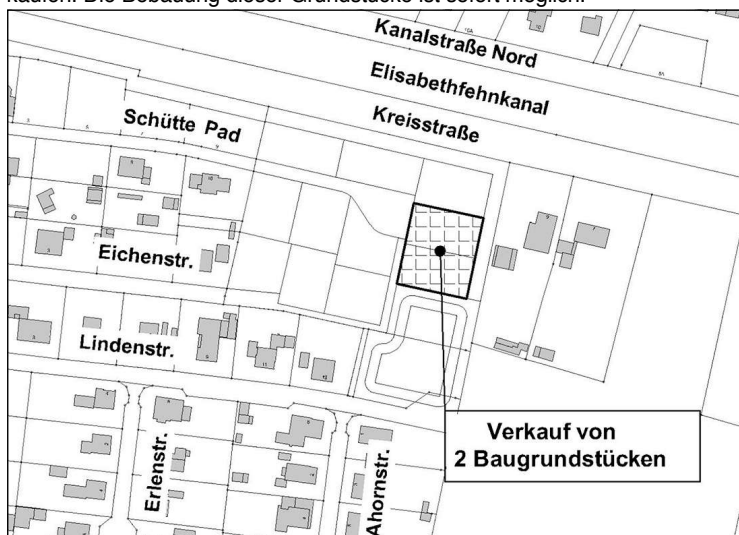 kaufen. Die Bebauung dieser Grundstücke ist sofort möglich.
Kanalstraße Nord
Elisabethfehnkanal
Kreisstraße
Schütte Pad
Eichenstr.
Lindenstr.
Erlenstr.
Ahornstr.
Verkauf von
2 Baugrundstücken